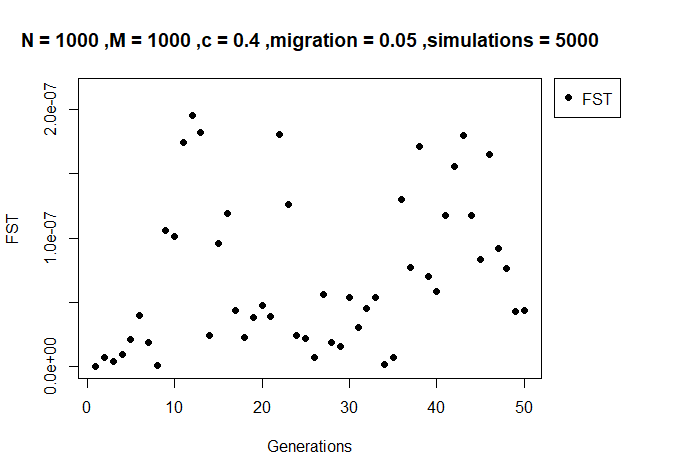 N = 1000 ,M = 1000 ,c = 0.4 ,migration = 0.05 ,simulations = 5000
FST
2.0e-07
1.0e-07
0.0e+00
FST
0 10 20 30 40 50
Generations